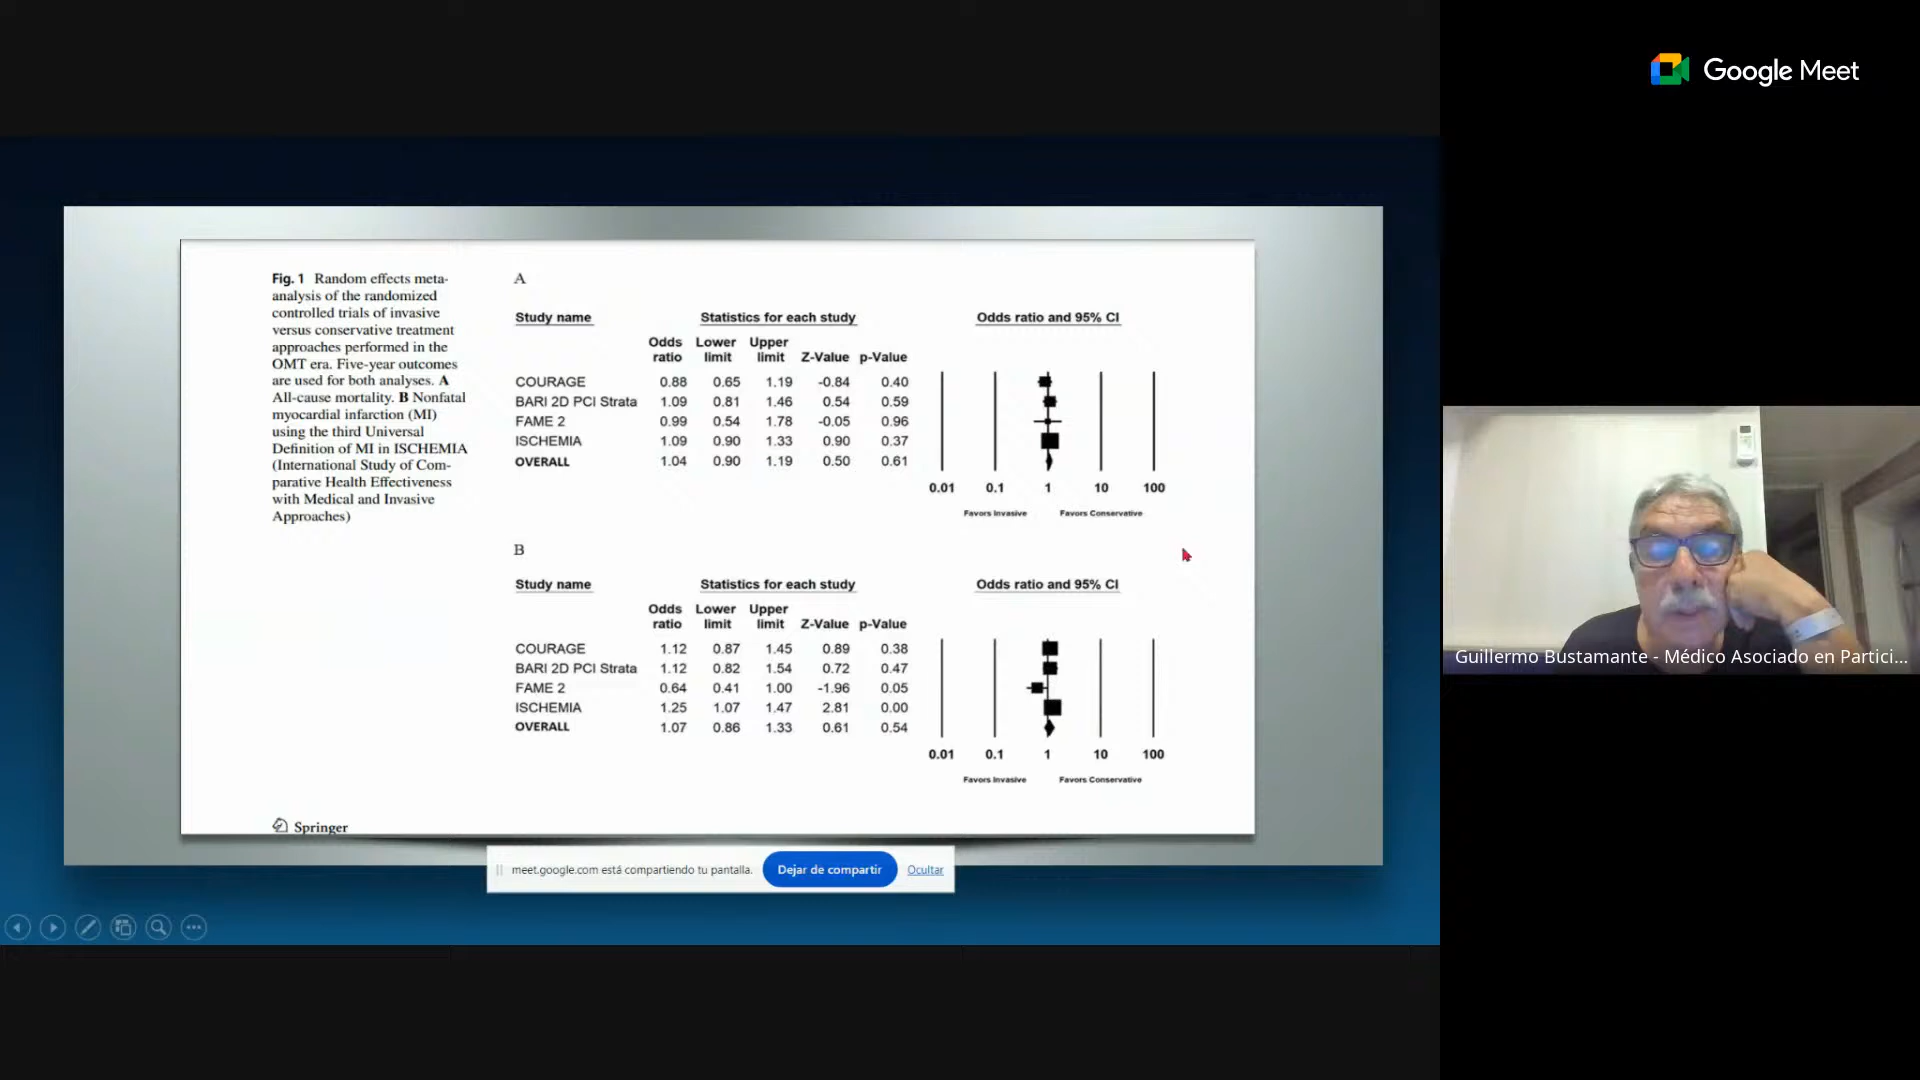 Google Meet
Fig. 1 Random effects meta-
analysis of the randomized
controlled trials of invasive
versus conservative treatment
approaches performed in the
OMT era. Five-year outcomes
are used for both analyses. A
All-cause mortality. B Nonfatal
myocardial infarction (MI)
using the third Universal
Definition of MI in ISCHEMIA
(International Study of Com-
parative Health Effectiveness
with Medical and Invasive
Approaches)
A
Study name Statistics for each study Odds ratio and 95% CI
Odds Lower Upper
ratio limit limit Z-Value p-Value
COURAGE 0.88 0.65 1.19 -0.84 0.40
BARI 2D PCI Strata 1.09 0.81 1.46 0.54 0.59
FAME 2 0.99 0.54 1.78 -0.05 0.96
ISCHEMIA 1.09 0.90 1.33 0.90 0.37
OVERALL 1.04 0.90 1.19 0.50 0.61
0.01 0.1 1 10 100
Favors Invasive Favors Conservative
B
Study name Statistics for each study Odds ratio and 95% CI
Odds Lower Upper
ratio limit limit Z-Value p-Value
COURAGE 1.12 0.87 1.45 0.89 0.38
BARI 2D PCI Strata 1.12 0.82 1.54 0.72 0.47
FAME 2 0.64 0.41 1.00 -1.96 0.05
ISCHEMIA 1.25 1.07 1.47 2.81 0.00
OVERALL 1.07 0.86 1.33 0.61 0.54
0.01 0.1 1 10 100
Favors Invasive Favors Conservative
Springer
meet.google.com está compartiendo tu pantalla. Dejar de compartir Ocultar
Guillermo Bustamante - Médico Asociado en Partici...